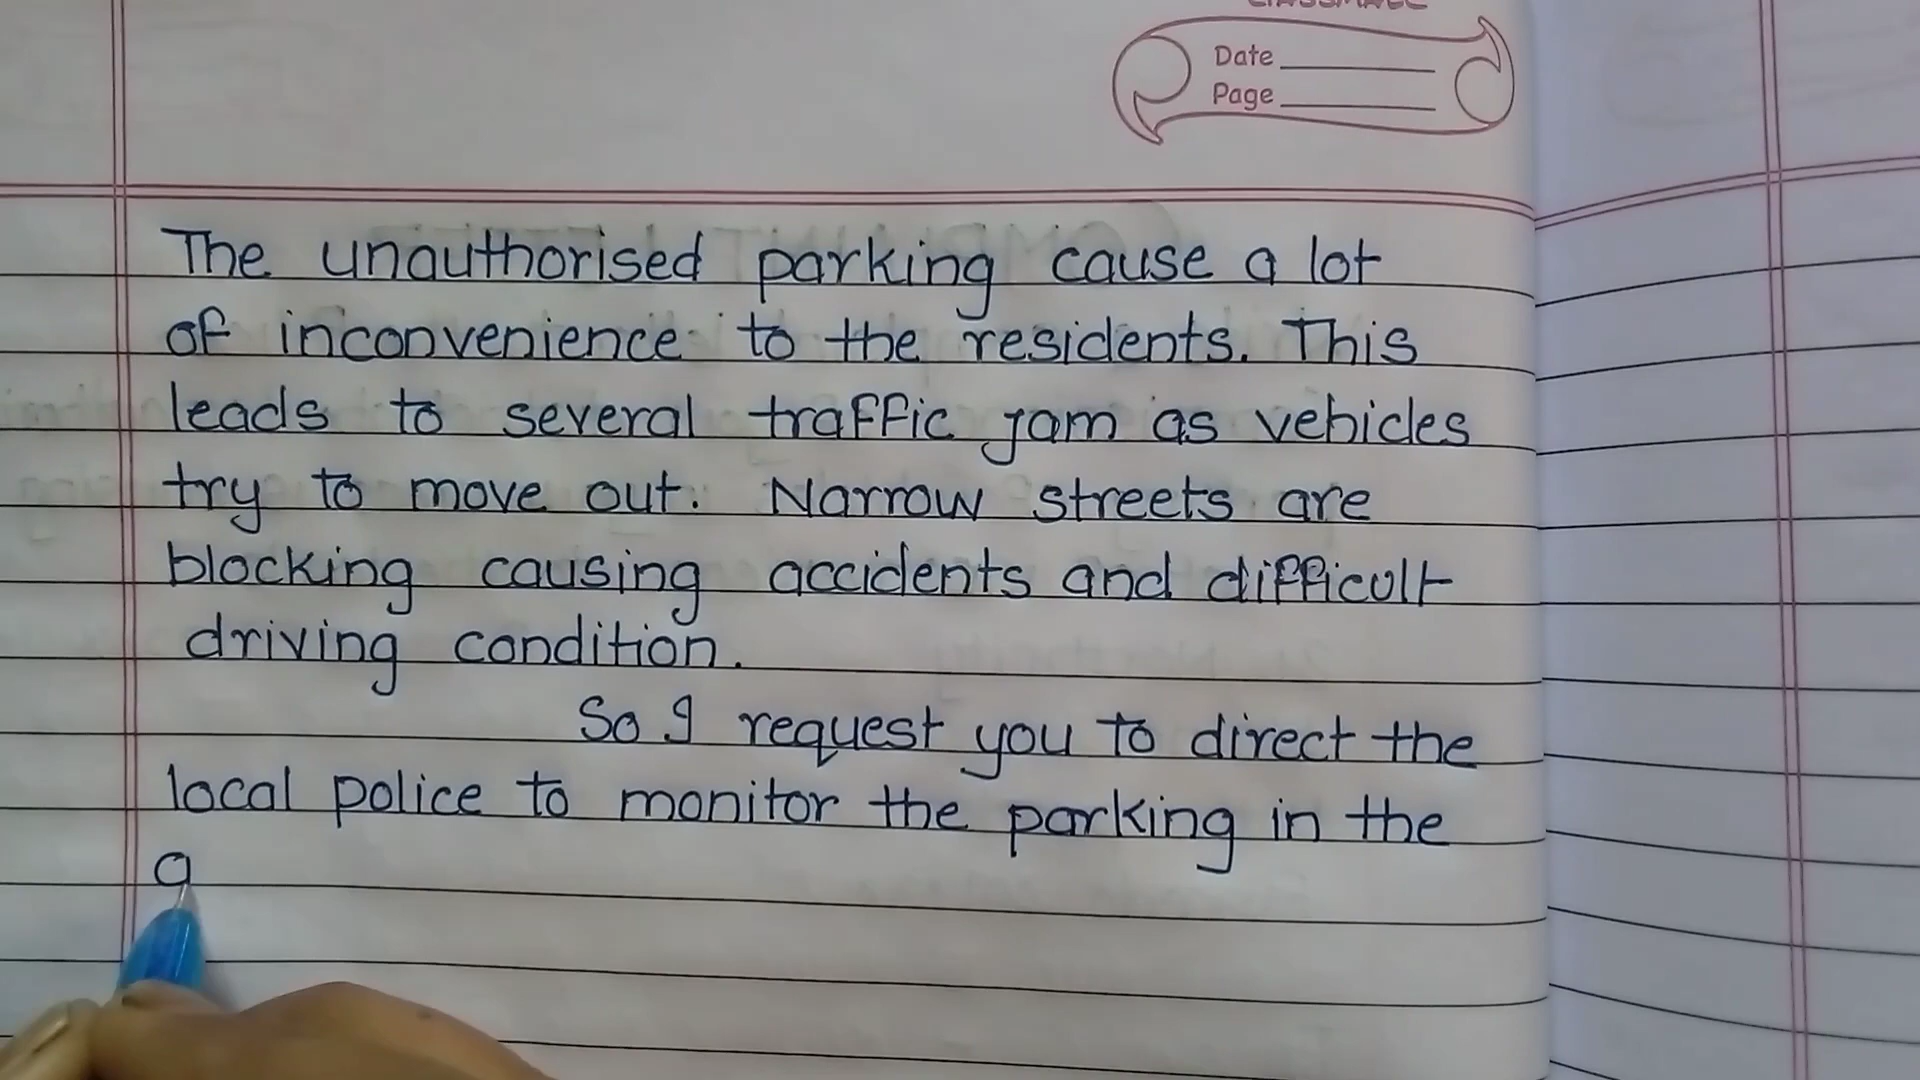 Date
Page
The unauthorised parking cause a lot
of inconvenience to the residents. This
leads to several traffic jam as vehicles
try to move out. Narrow streets are
blocking causing accidents and difficult
driving condition.
So I request you to direct the
local police to monitor the parking in the
a